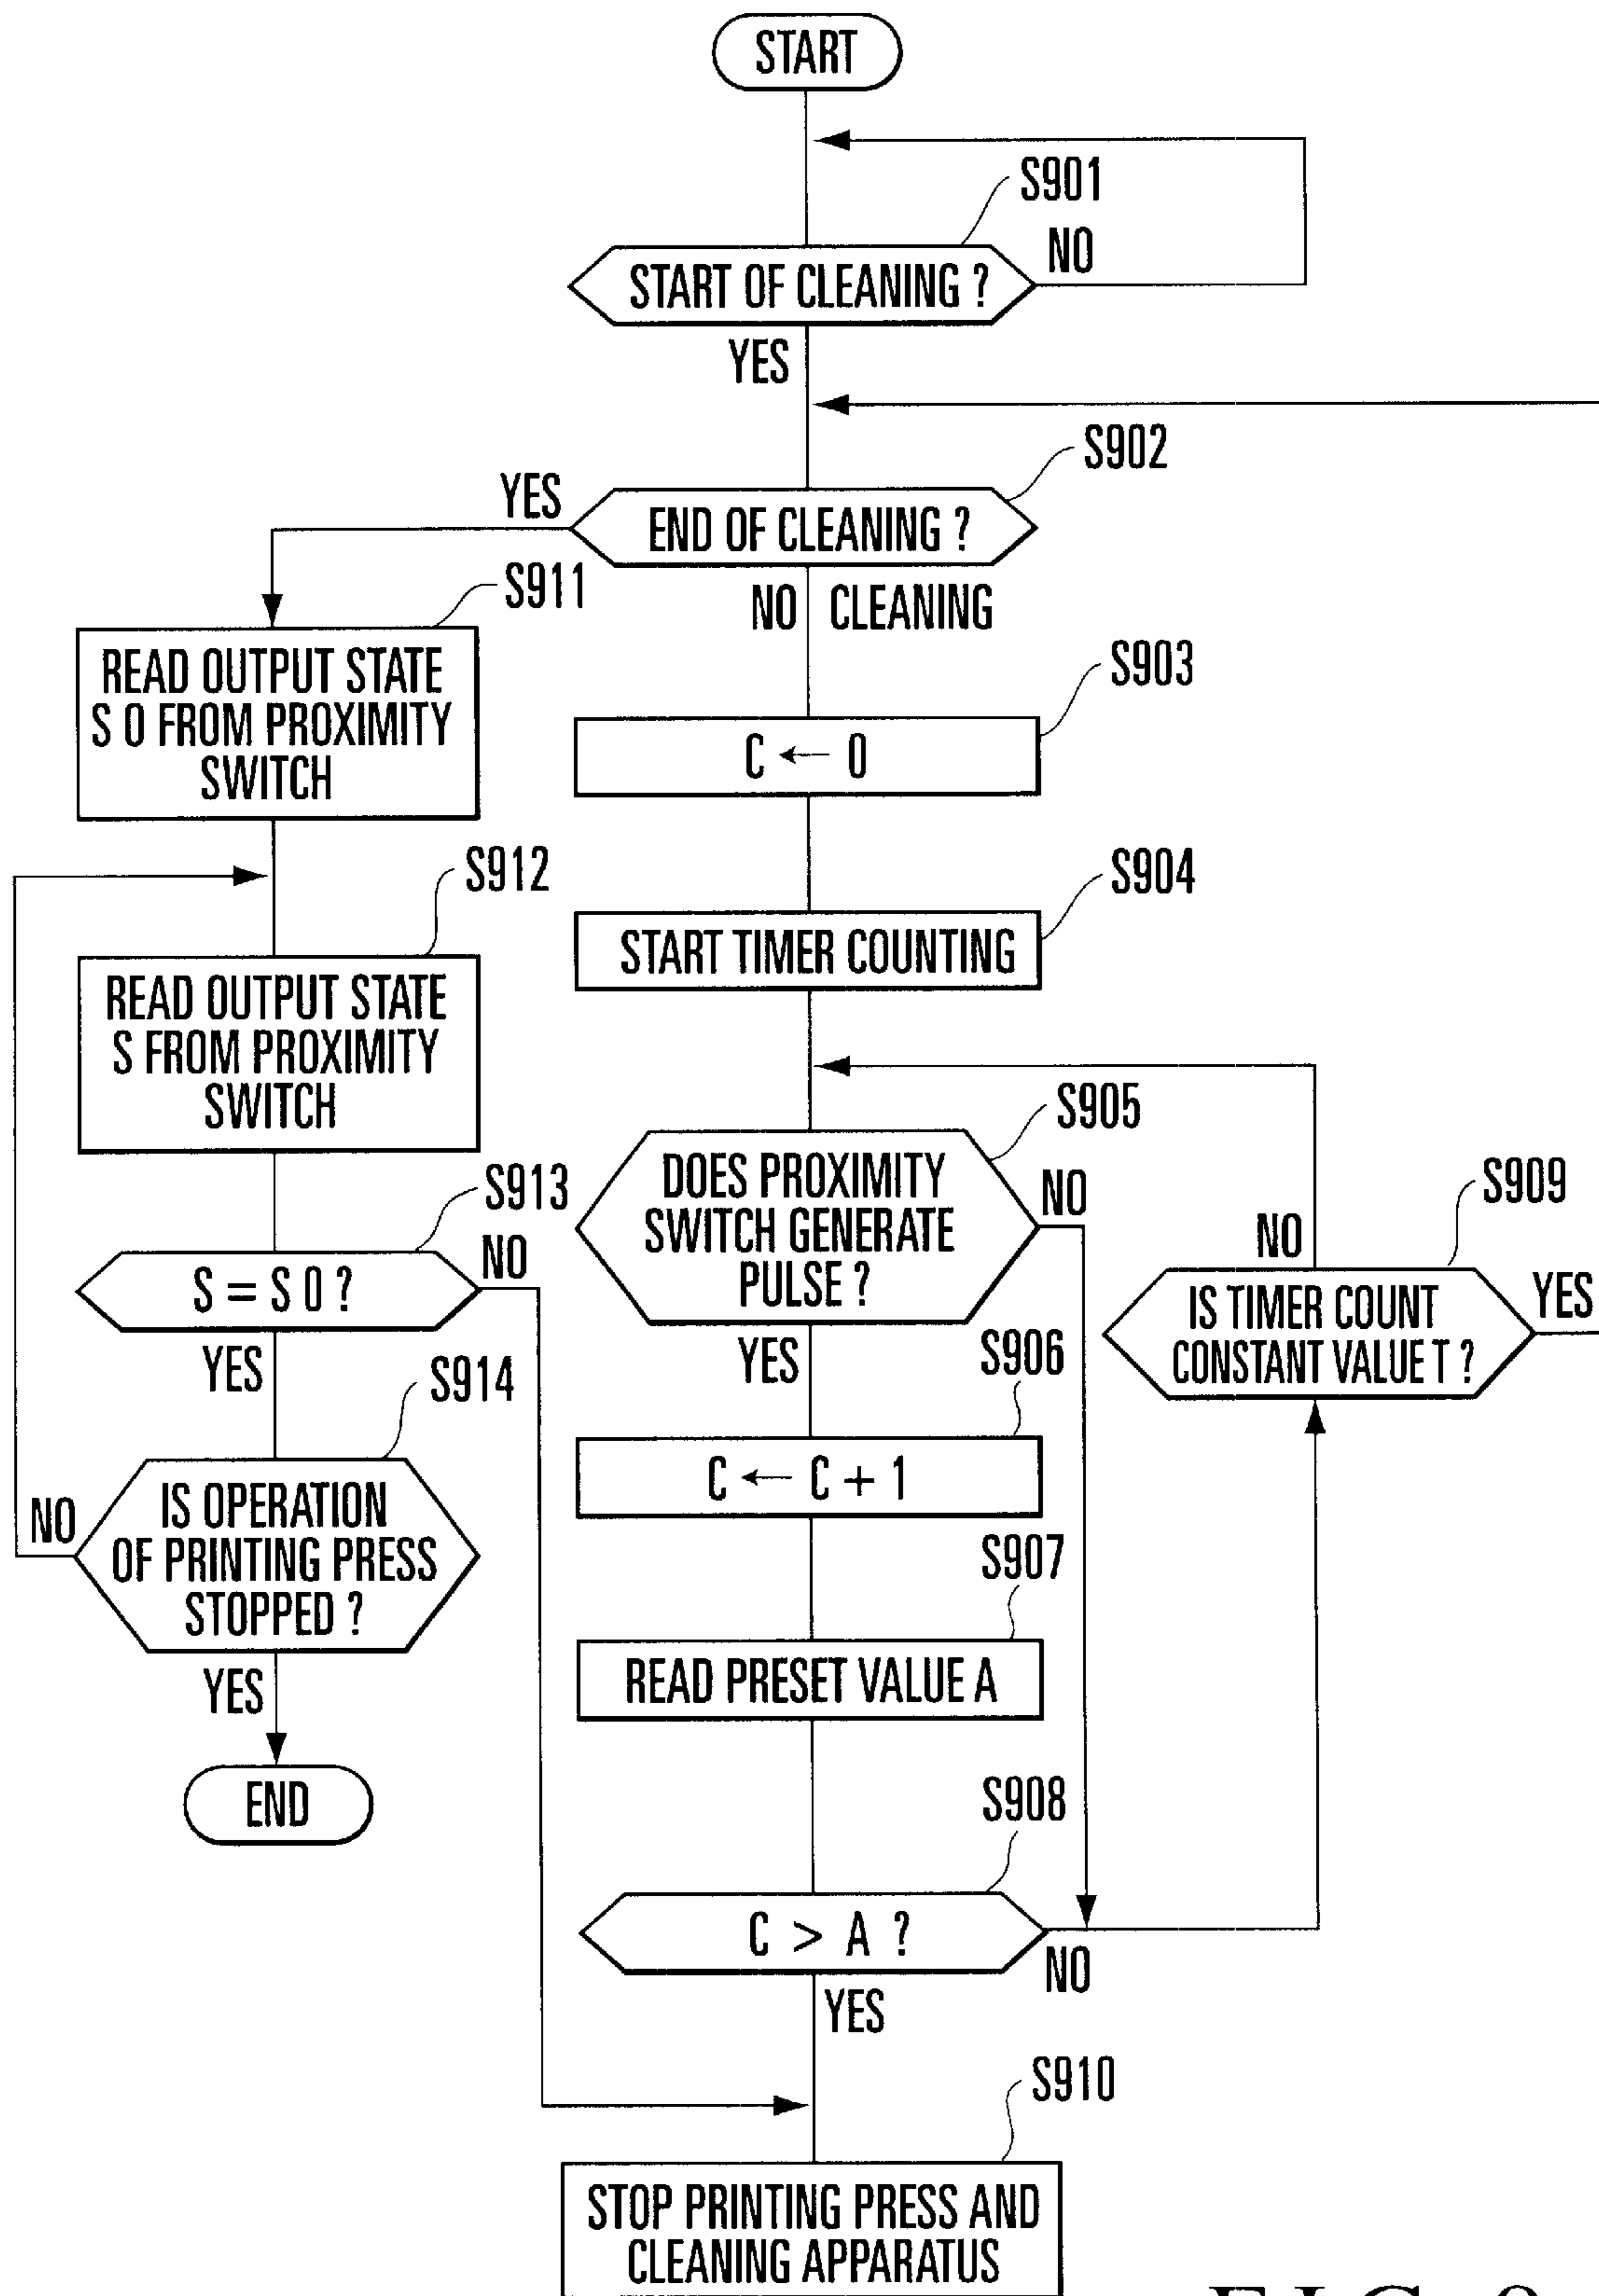 START
S901
NO
START OF CLEANING ?
YES
S902
YES
END OF CLEANING ?
NO CLEANING
S911
READ OUTPUT STATE
S 0 FROM PROXIMITY
SWITCH
S903
C ← 0
S912
READ OUTPUT STATE
S FROM PROXIMITY
SWITCH
S904
START TIMER COUNTING
S905
DOES PROXIMITY
SWITCH GENERATE
PULSE ?
NO
YES
S913
S = S 0 ?
NO
YES
S909
NO
IS TIMER COUNT
CONSTANT VALUE T ?
YES
S914
IS OPERATION
OF PRINTING PRESS
STOPPED ?
NO
YES
END
S906
C ← C + 1
S907
READ PRESET VALUE A
S908
C > A ?
NO
YES
S910
STOP PRINTING PRESS AND
CLEANING APPARATUS